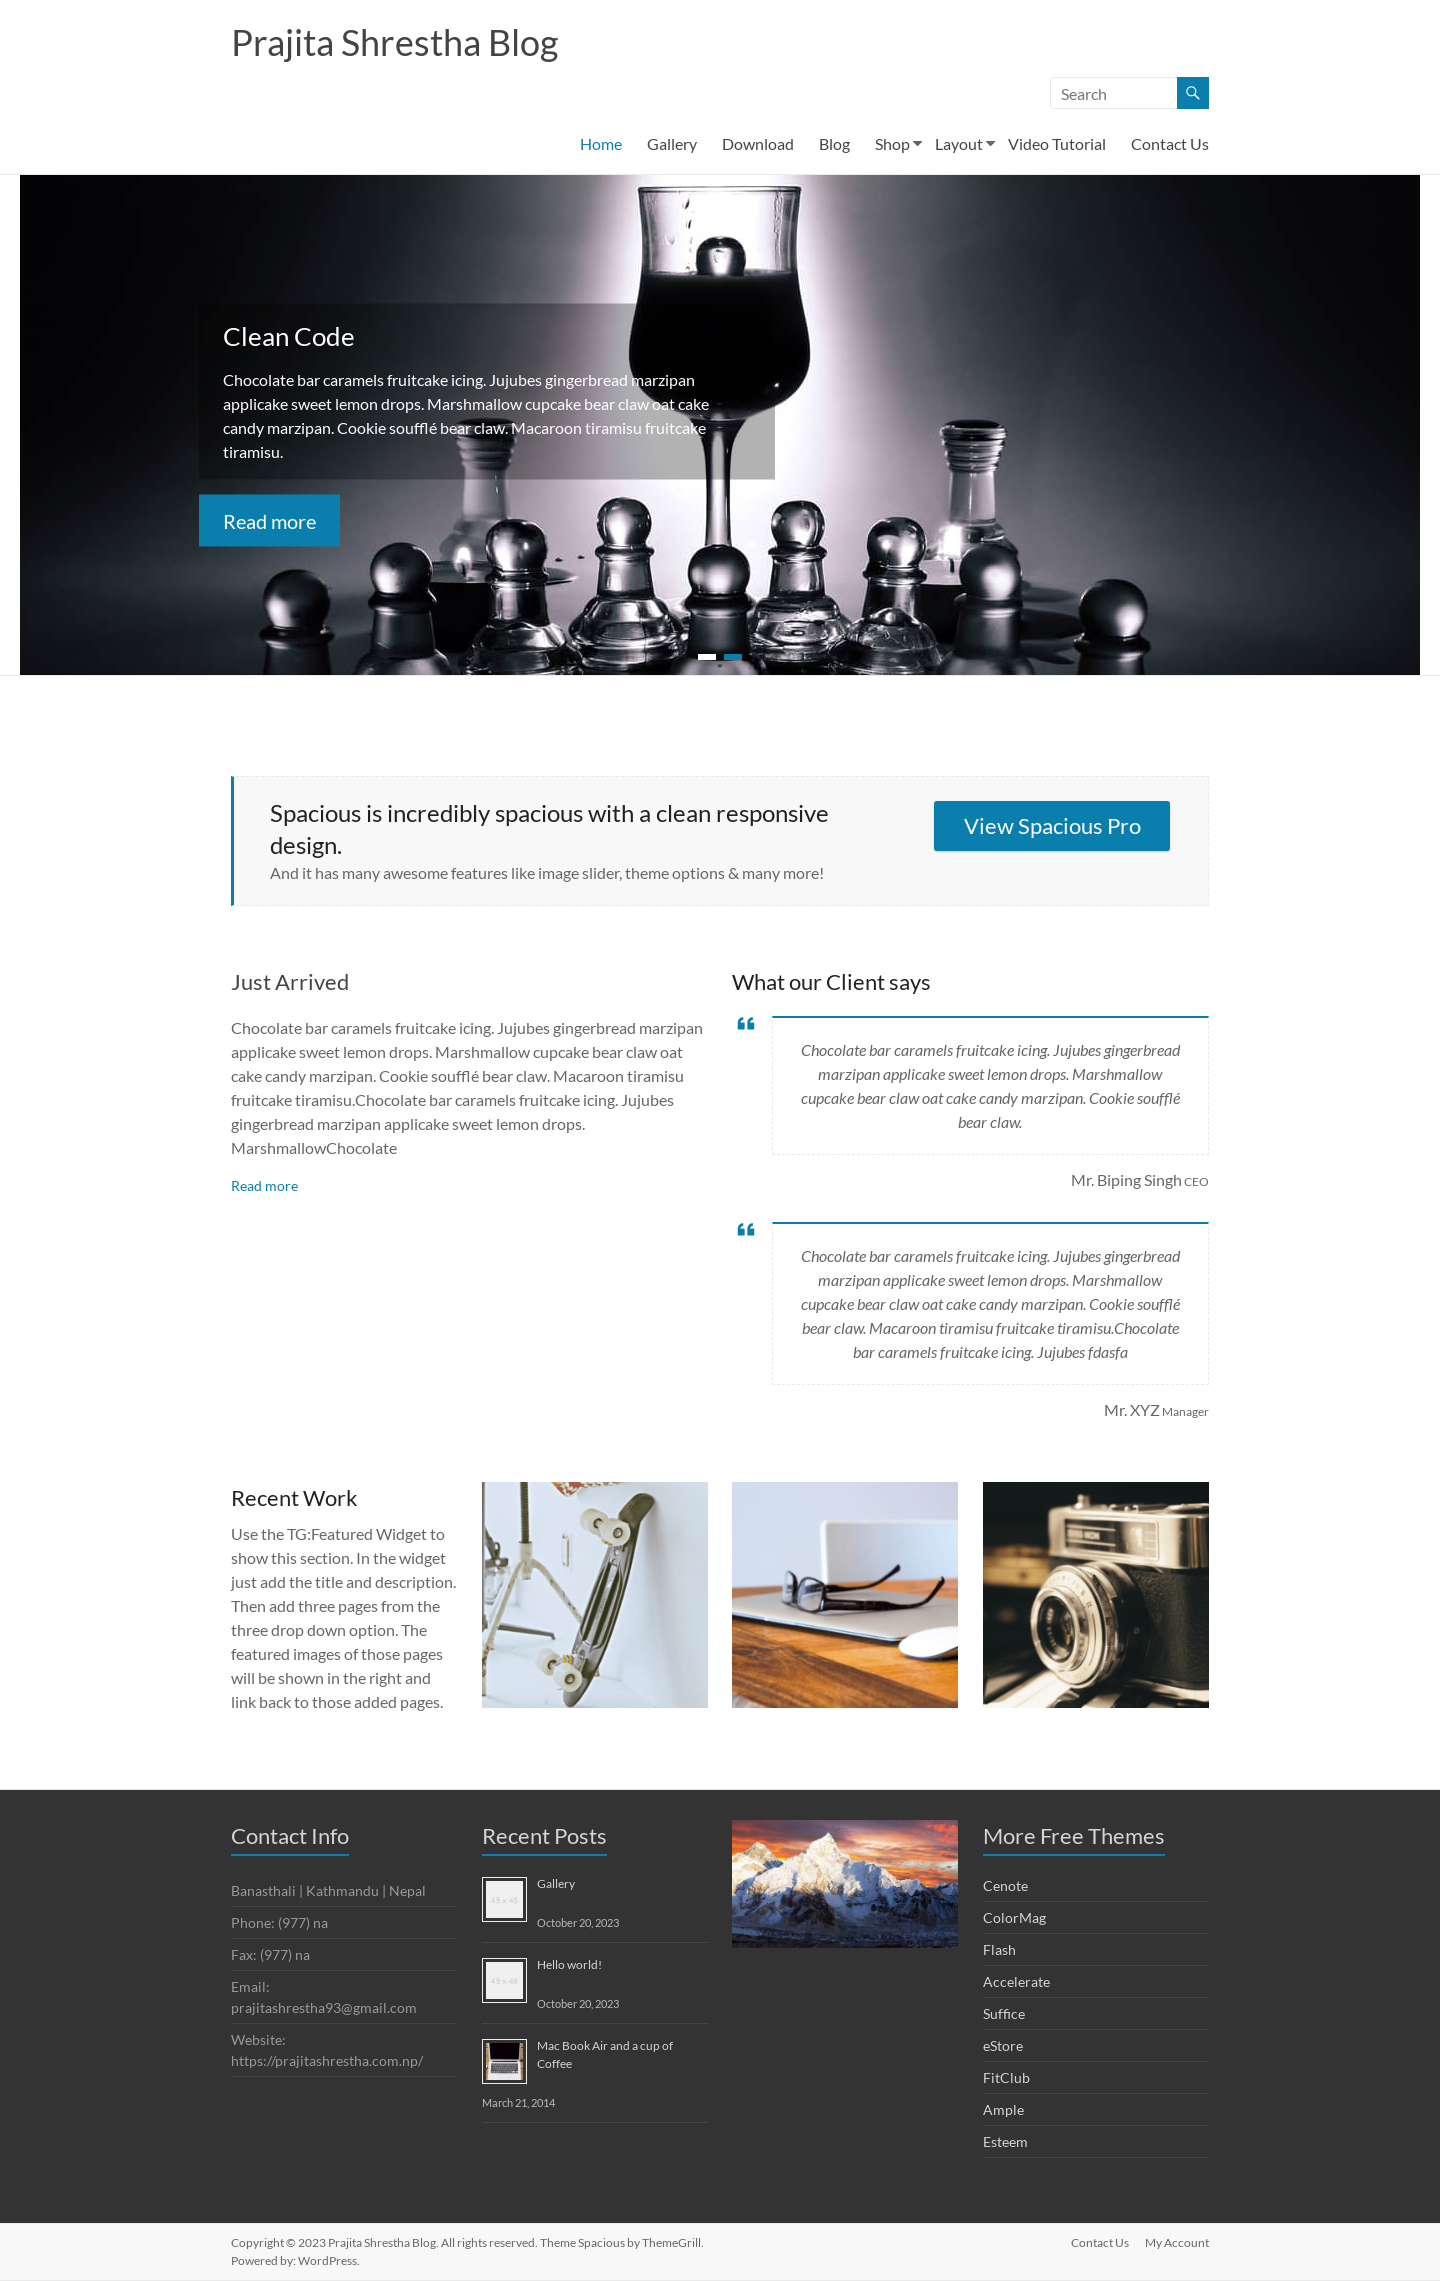 Prajita Shrestha Blog
Search
Home Gallery Download Blog Shop Layout Video Tutorial Contact Us
Clean Code
Chocolate bar caramels fruitcake icing. Jujubes gingerbread marzipan
applicake sweet lemon drops. Marshmallow cupcake bear claw oat cake
candy marzipan. Cookie soufflé bear claw. Macaroon tiramisu fruitcake
tiramisu.
Read more
Spacious is incredibly spacious with a clean responsive
design.
And it has many awesome features like image slider, theme options & many more!
View Spacious Pro
Just Arrived
Chocolate bar caramels fruitcake icing. Jujubes gingerbread marzipan
applicake sweet lemon drops. Marshmallow cupcake bear claw oat
cake candy marzipan. Cookie soufflé bear claw. Macaroon tiramisu
fruitcake tiramisu.Chocolate bar caramels fruitcake icing. Jujubes
gingerbread marzipan applicake sweet lemon drops.
MarshmallowChocolate
Read more
What our Client says
Chocolate bar caramels fruitcake icing. Jujubes gingerbread
marzipan applicake sweet lemon drops. Marshmallow
cupcake bear claw oat cake candy marzipan. Cookie soufflé
bear claw.
Mr. Biping Singh CEO
Chocolate bar caramels fruitcake icing. Jujubes gingerbread
marzipan applicake sweet lemon drops. Marshmallow
cupcake bear claw oat cake candy marzipan. Cookie soufflé
bear claw. Macaroon tiramisu fruitcake tiramisu.Chocolate
bar caramels fruitcake icing. Jujubes fdasfa
Mr. XYZ Manager
Recent Work
Use the TG:Featured Widget to
show this section. In the widget
just add the title and description.
Then add three pages from the
three drop down option. The
featured images of those pages
will be shown in the right and
link back to those added pages.
Contact Info
Banasthali | Kathmandu | Nepal
Phone: (977) na
Fax: (977) na
Email:
prajitashrestha93@gmail.com
Website:
https://prajitashrestha.com.np/
Recent Posts
45 x 45
Gallery
October 20, 2023
45 x 45
Hello world!
October 20, 2023
Mac Book Air and a cup of
Coffee
March 21, 2014
More Free Themes
Cenote
ColorMag
Flash
Accelerate
Suffice
eStore
FitClub
Ample
Esteem
Copyright © 2023 Prajita Shrestha Blog. All rights reserved. Theme Spacious by ThemeGrill.
Powered by: WordPress.
Contact Us My Account